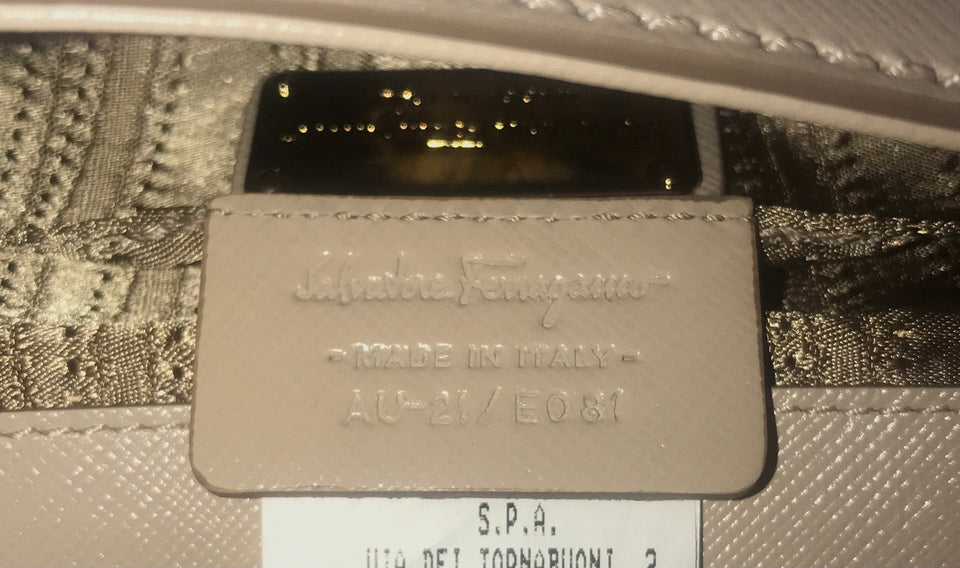 Salvatore Ferragamo
- MADE IN ITALY -
AU-21/E081
S.P.A.
VIA DEI TORNABUONI, 2